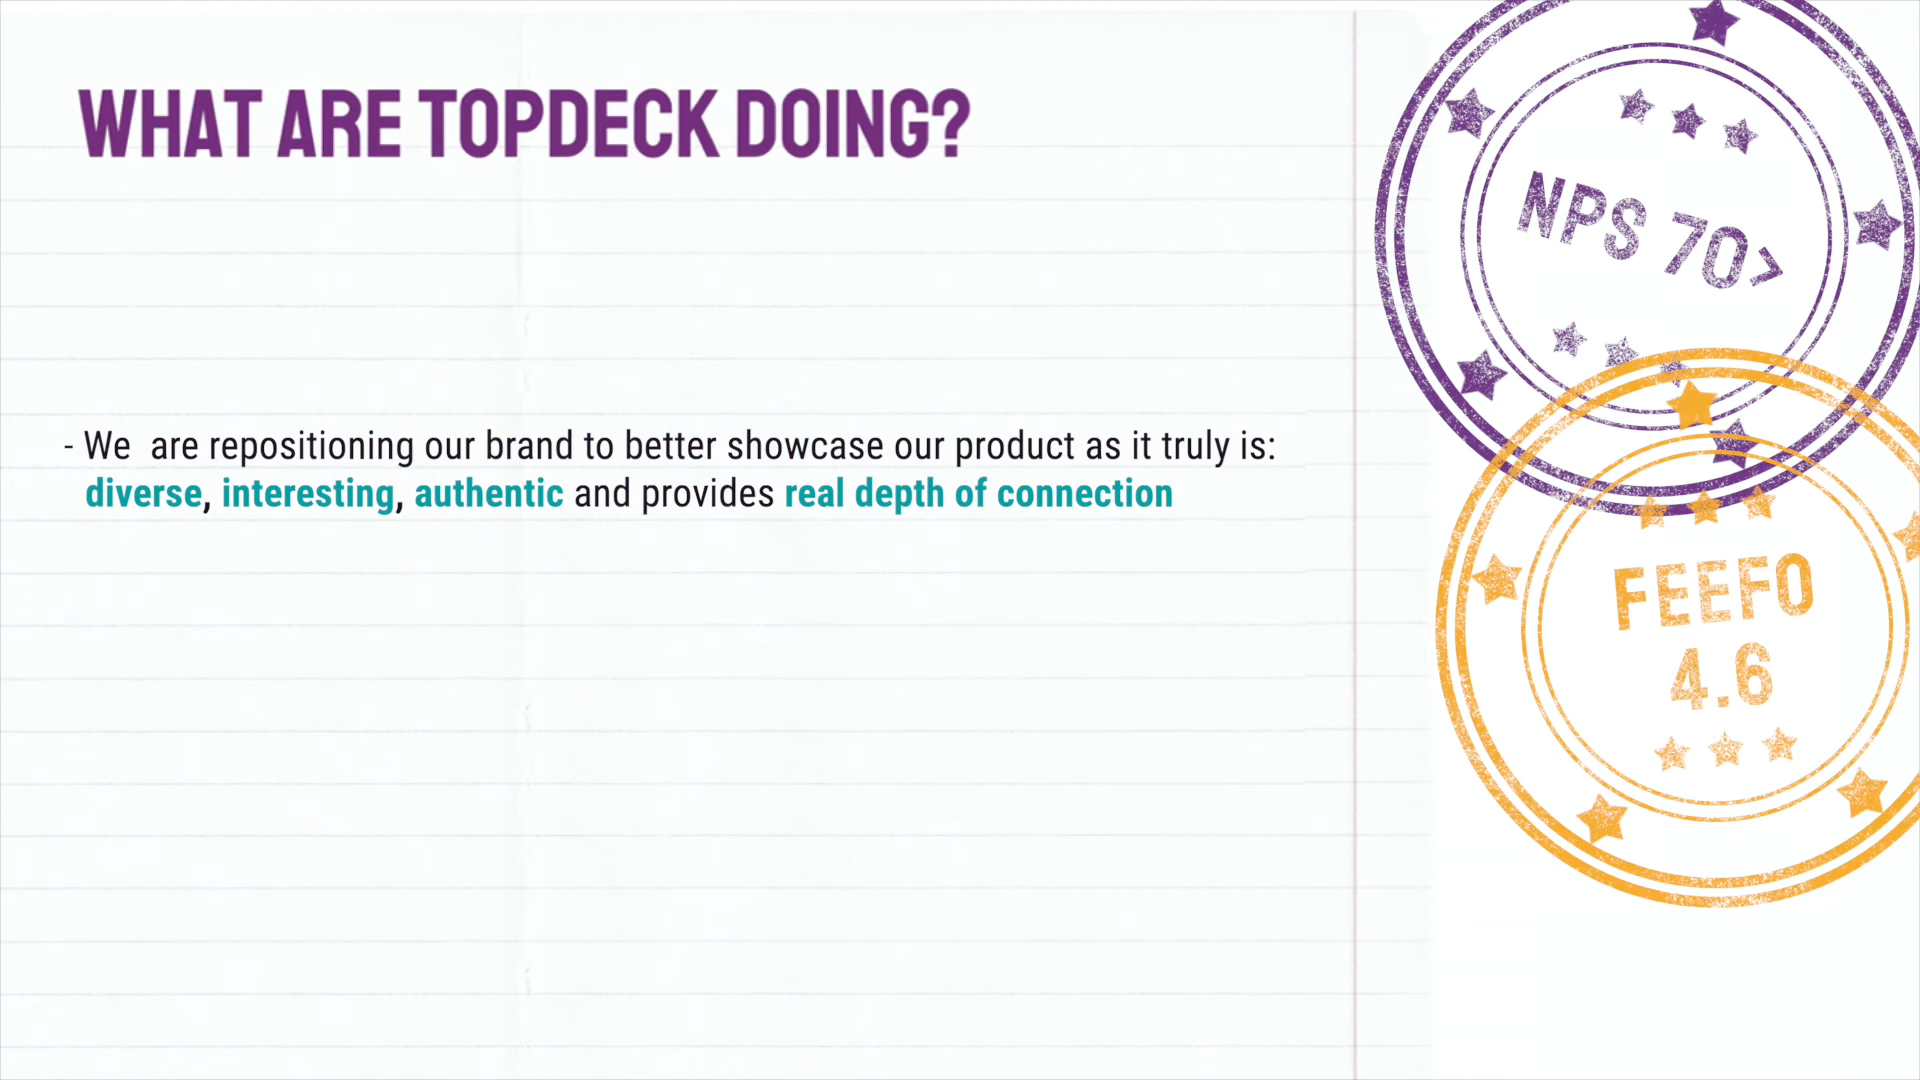 WHAT ARE TOPDECK DOING?
- We  are repositioning our brand to better showcase our product as it truly is:
diverse, interesting, authentic and provides real depth of connection
NPS 70>
FEEFO
4.6